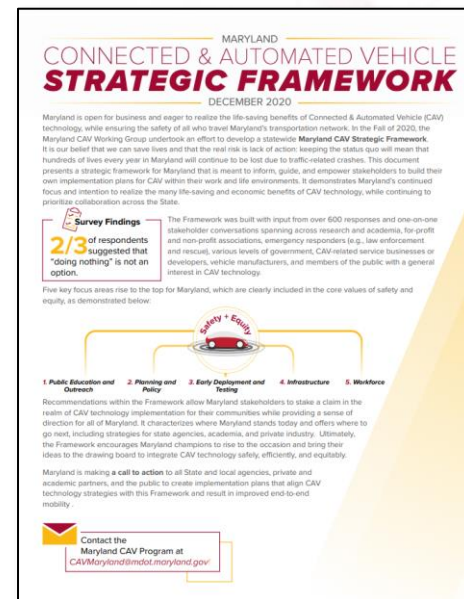 MARYLAND
CONNECTED & AUTOMATED VEHICLE
STRATEGIC FRAMEWORK
DECEMBER 2020
Maryland is open for business and eager to realize the life-saving benefits of Connected & Automated Vehicle (CAV)
technology, while ensuring the safety of all who travel Maryland's transportation network. In the Fall of 2020, the
Maryland CAV Working Group undertook an effort to develop a statewide Maryland CAV Strategic Framework.
It is our belief that we can save lives and that the real risk is lack of action: keeping the status quo will mean that
hundreds of lives every year in Maryland will continue to be lost due to traffic-related crashes. This document
presents a strategic framework for Maryland that is meant to inform, guide, and empower stakeholders to build their
own implementation plans for CAV within their work and life environments. It demonstrates Maryland's continued
focus and intention to realize the many life-saving and economic benefits of CAV technology, while continuing to
prioritize collaboration across the State.
Survey Findings
2/3 of respondents
suggested that
"doing nothing" is not an
option.
The Framework was built with input from over 600 responses and one-on-one
stakeholder conversations spanning across research and academia, for-profit
and non-profit associations, emergency responders (e.g., law enforcement
and rescue), various levels of government, CAV-related service businesses or
developers, vehicle manufacturers, and members of the public with a general
interest in CAV technology.
Five key focus areas rise to the top for Maryland, which are clearly included in the core values of safety and
equity, as demonstrated below:
Safety + Equity
1. Public Education and
Outreach
2. Planning and
Policy
3. Early Deployment and
Testing
4. Infrastructure
5. Workforce
Recommendations within the Framework allow Maryland stakeholders to stake a claim in the
realm of CAV technology implementation for their communities while providing a sense of
direction for all of Maryland. It characterizes where Maryland stands today and offers where to
go next, including strategies for state agencies, academia, and private industry. Ultimately,
the Framework encourages Maryland champions to rise to the occasion and bring their
ideas to the drawing board to integrate CAV technology safely, efficiently, and equitably.
Maryland is making a call to action to all State and local agencies, private and
academic partners, and the public to create implementation plans that align CAV
technology strategies with this Framework and result in improved end-to-end
mobility .
Contact the
Maryland CAV Program at
CAVMaryland@mdot.maryland.gov!